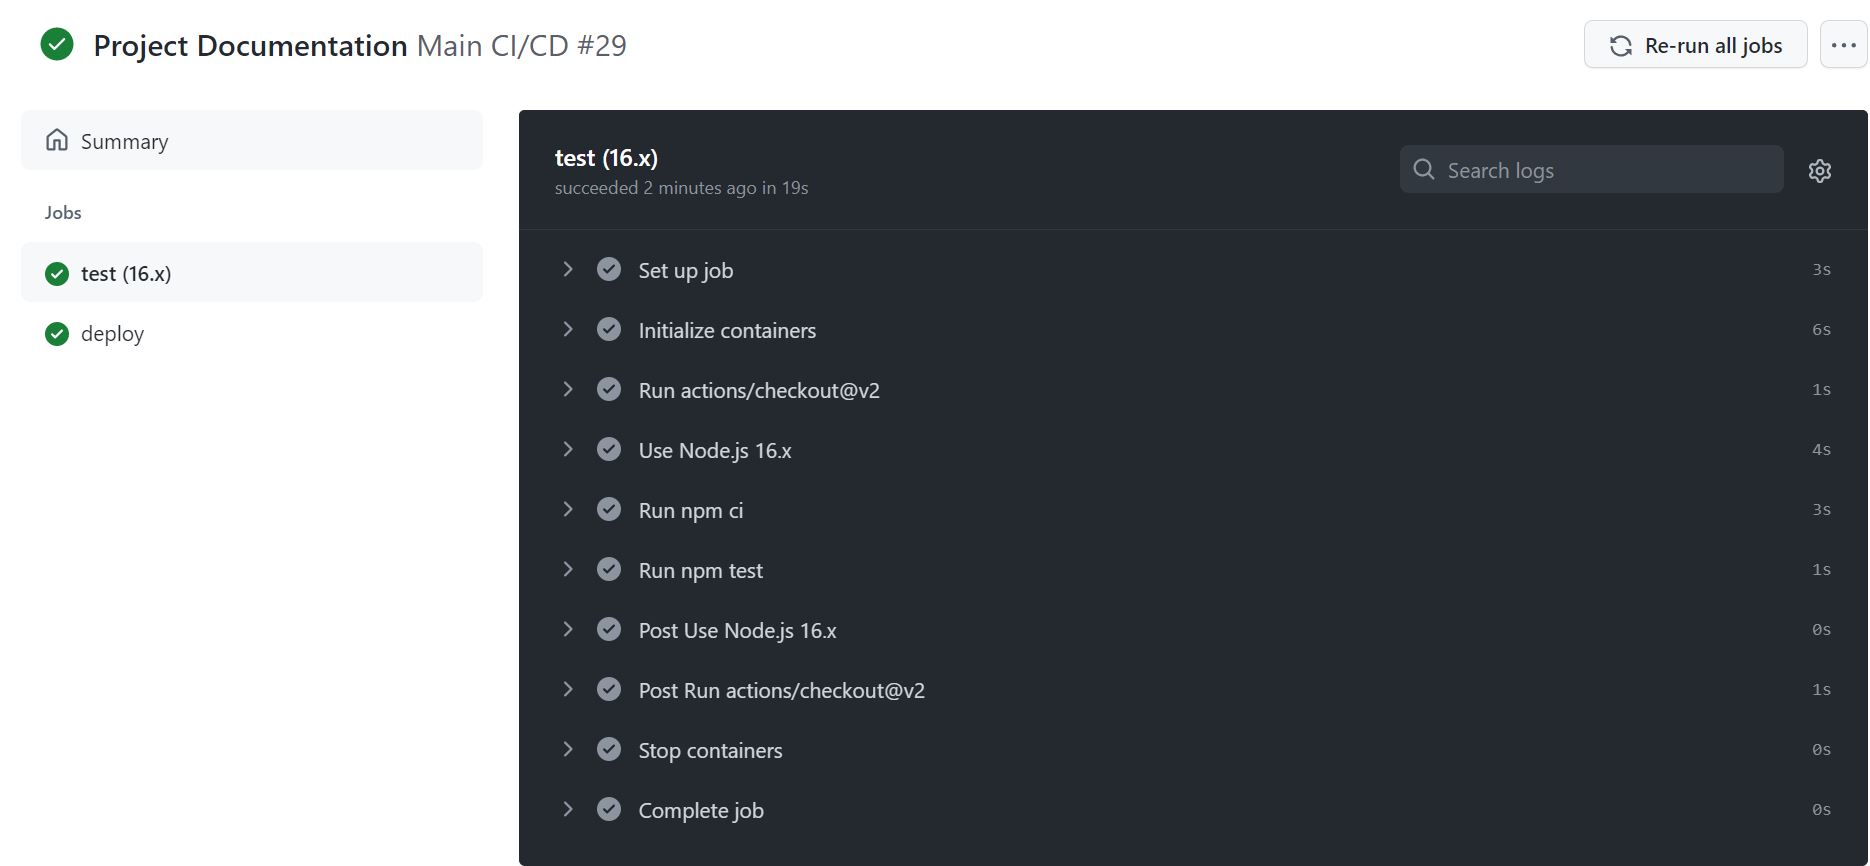 Project Documentation Main CI/CD #29
Re-run all jobs
Summary
Jobs
test (16.x)
deploy
test (16.x)
succeeded 2 minutes ago in 19s
Search logs
Set up job 3s
Initialize containers 6s
Run actions/checkout@v2 1s
Use Node.js 16.x 4s
Run npm ci 3s
Run npm test 1s
Post Use Node.js 16.x 0s
Post Run actions/checkout@v2 1s
Stop containers 0s
Complete job 0s